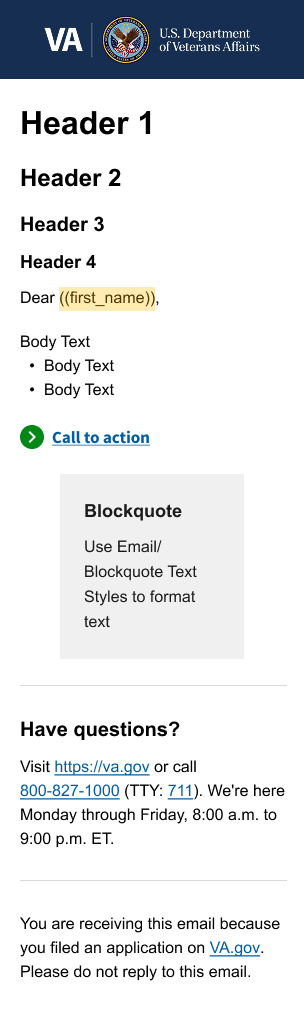 VA
U.S. Department
of Veterans Affairs
Header 1
Header 2
Header 3
Header 4
Dear ((first_name)),
Body Text
• Body Text
• Body Text
Call to action
Blockquote
Use Email/
Blockquote Text
Styles to format
text
Have questions?
Visit https://va.gov or call
800-827-1000 (TTY: 711). We're here
Monday through Friday, 8:00 a.m. to
9:00 p.m. ET.
You are receiving this email because
you filed an application on VA.gov.
Please do not reply to this email.